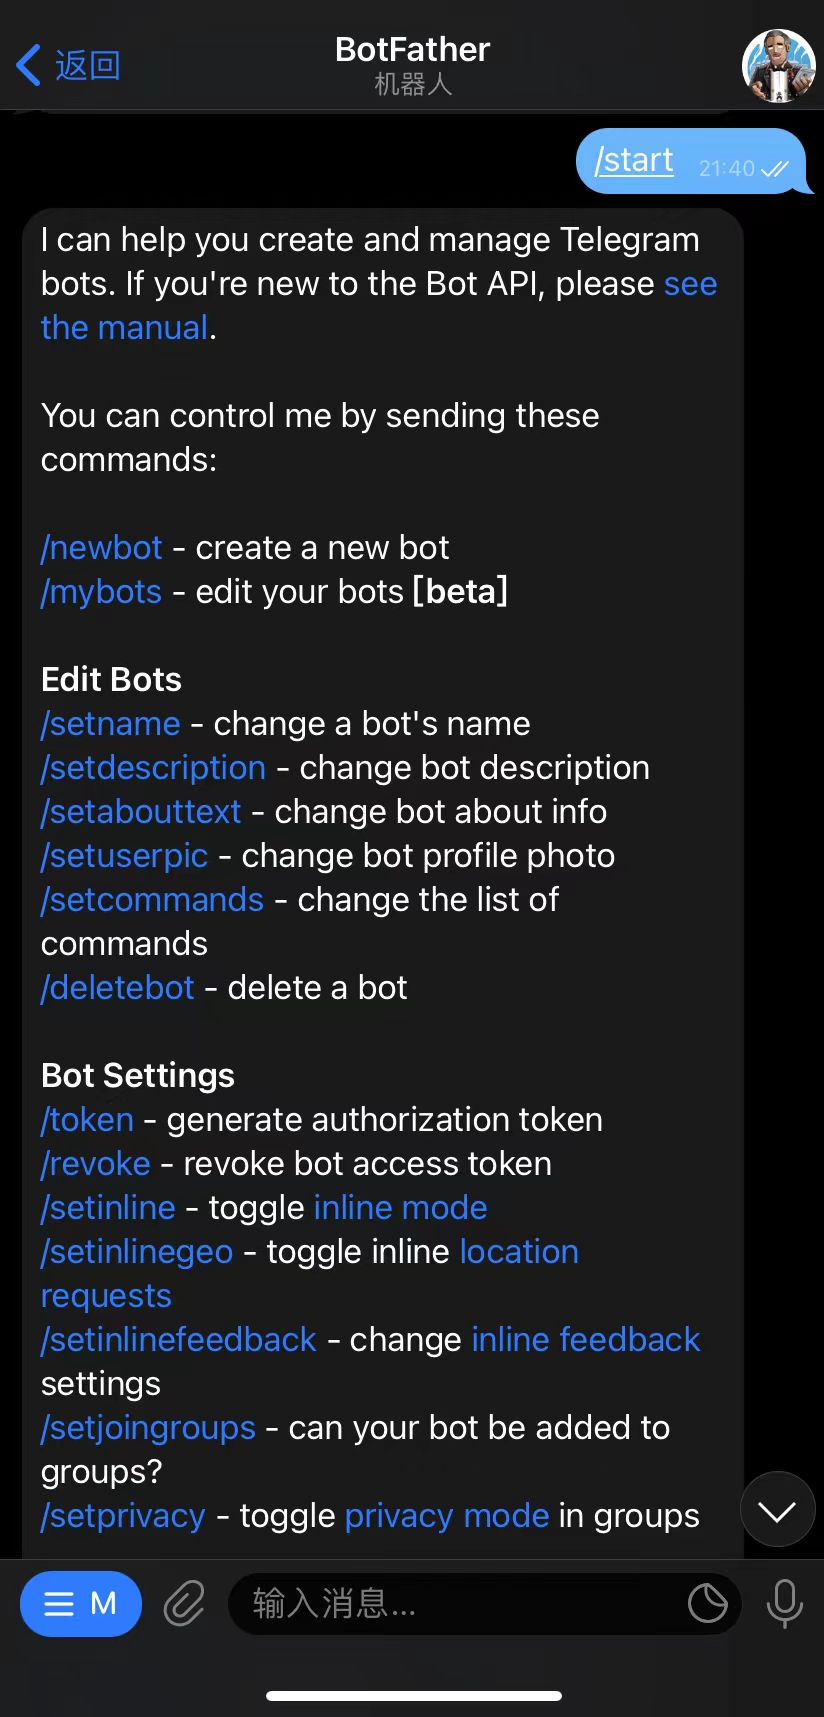 返回
BotFather
机器人
/start 21:40
I can help you create and manage Telegram
bots. If you're new to the Bot API, please see
the manual.
You can control me by sending these
commands:
/newbot - create a new bot
/mybots - edit your bots [beta]
Edit Bots
/setname - change a bot's name
/setdescription - change bot description
/setabouttext - change bot about info
/setuserpic - change bot profile photo
/setcommands - change the list of
commands
/deletebot - delete a bot
Bot Settings
/token - generate authorization token
/revoke - revoke bot access token
/setinline - toggle inline mode
/setinlinegeo - toggle inline location
requests
/setinlinefeedback - change inline feedback
settings
/setjoingroups - can your bot be added to
groups?
/setprivacy - toggle privacy mode in groups
M
输入消息...